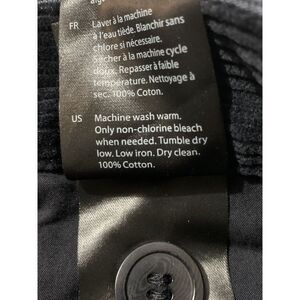 FR Laver à la machine
à l'eau tiède. Blanchir sans
chlore si nécessaire.
Sécher à la machine cycle
doux. Repasser à faible
température. Nettoyage à
sec. 100% Coton.
US Machine wash warm.
Only non-chlorine bleach
when needed. Tumble dry
low. Low iron. Dry clean.
100% Cotton.